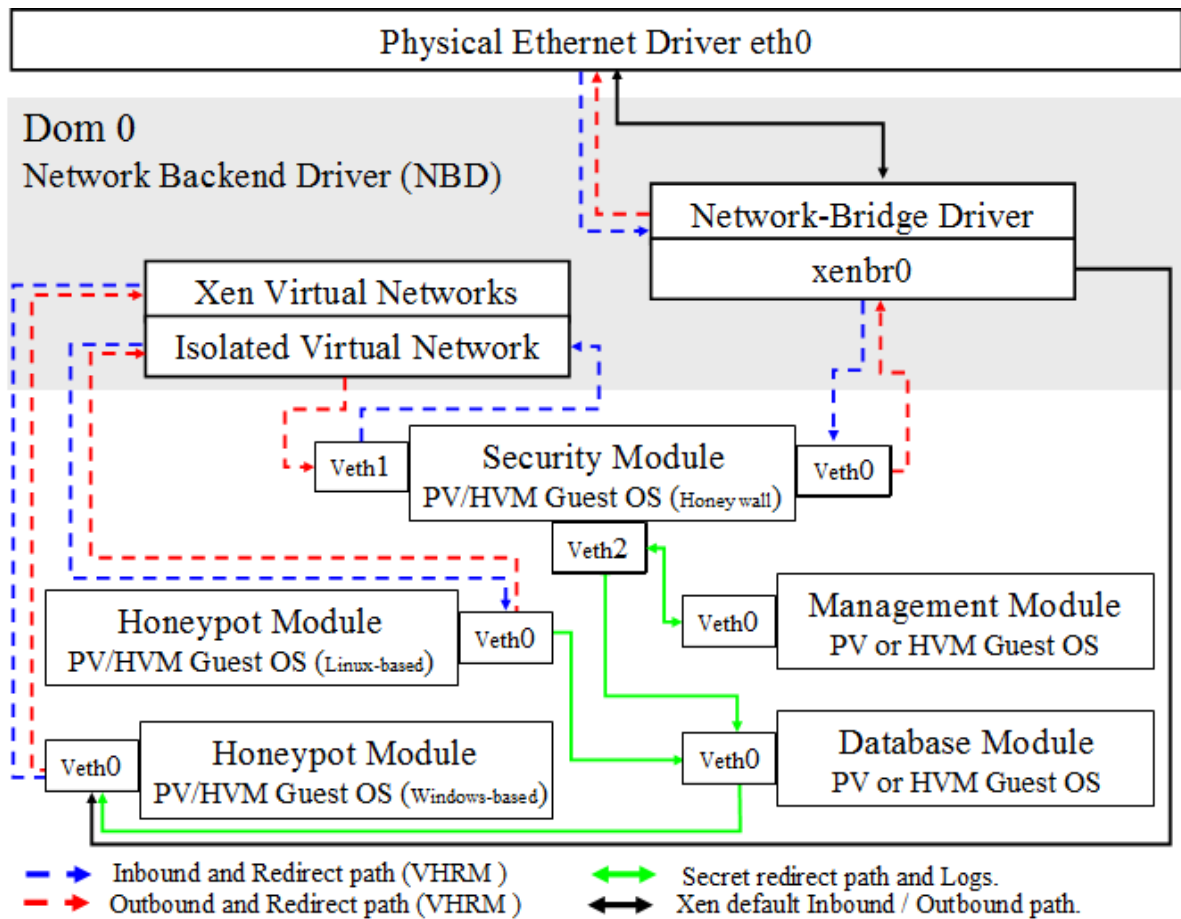 Physical Ethernet Driver eth0
Dom 0
Network Backend Driver (NBD)
Network-Bridge Driver
xenbr0
Xen Virtual Networks
Isolated Virtual Network
Veth1
Security Module
PV/HVM Guest OS (Honey wall)
Veth0
Veth2
Honeypot Module
PV/HVM Guest OS (Linux-based)
Veth0
Veth0
Management Module
PV or HVM Guest OS
Veth0
Honeypot Module
PV/HVM Guest OS (Windows-based)
Veth0
Database Module
PV or HVM Guest OS
Inbound and Redirect path (VHRM )
Outbound and Redirect path (VHRM )
Secret redirect path and Logs.
Xen default Inbound / Outbound path.